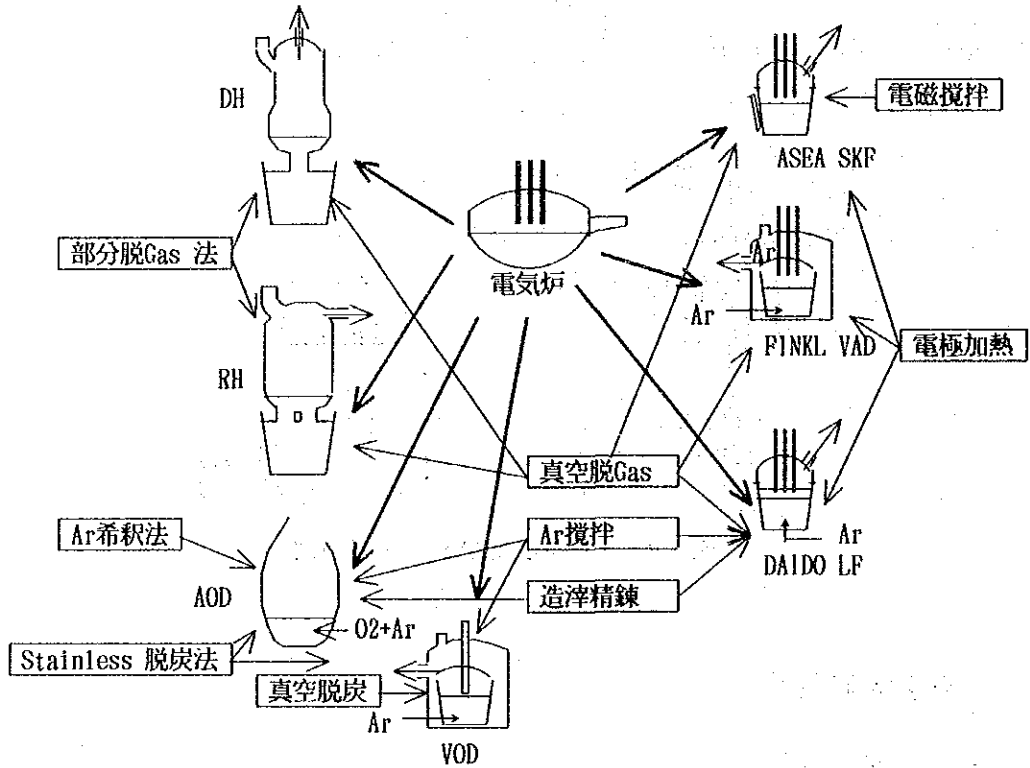 DH
電磁撹拌
ASEA SKF
部分脱Gas 法
電気炉
Ar
Ar
FINKL VAD
電極加熱
RH
真空脱Gas
Ar希釈法
Ar撹拌
Ar
DAIDO LF
AOD
造滓精錬
O2+Ar
Stainless 脱炭法
真空脱炭
Ar
VOD